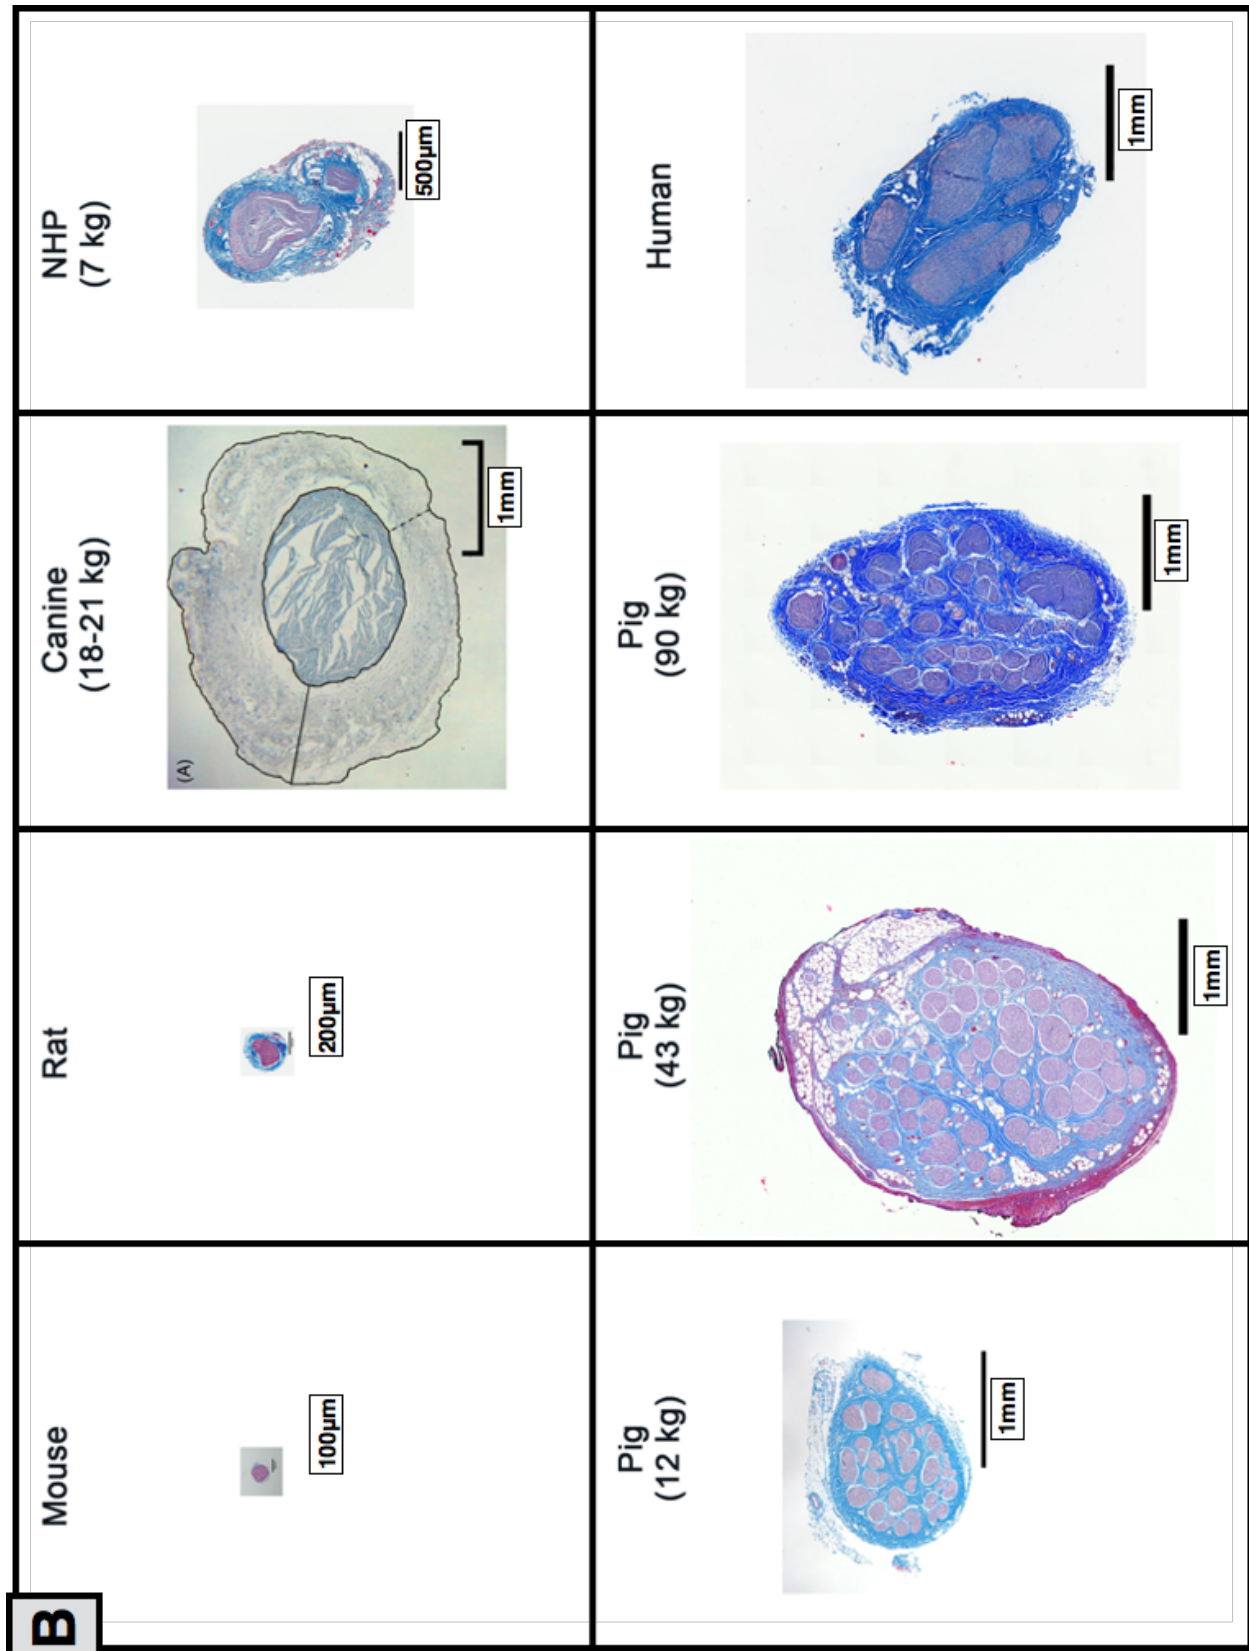 B
Mouse
100µm
Rat
200µm
Canine
(18-21 kg)
(A)
1mm
NHP
(7 kg)
500µm
Pig
(12 kg)
1mm
Pig
(43 kg)
1mm
Pig
(90 kg)
1mm
Human
1mm